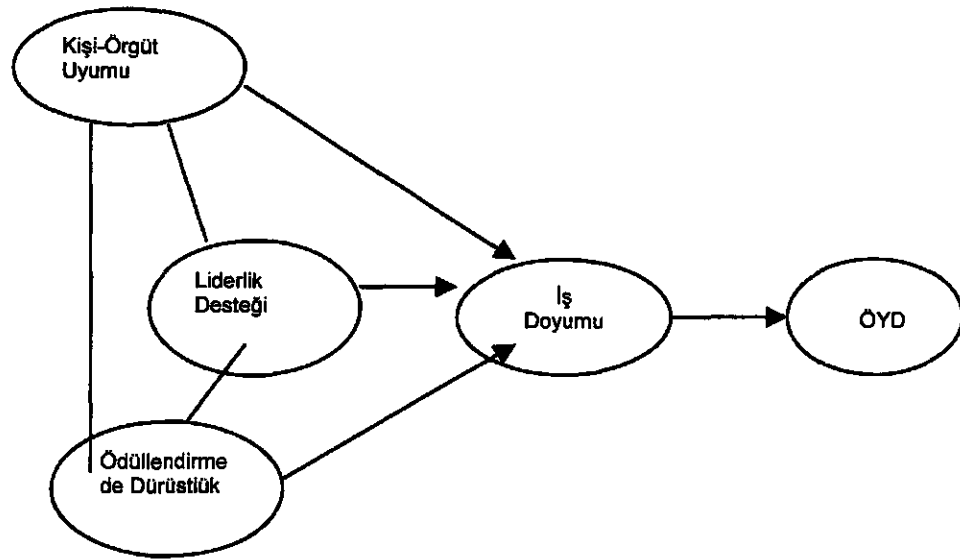 Kişi-Örgüt
Uyumu
Liderlik
Desteği
İş
Doyumu
ÖYD
Ödüllendirme
de Dürüstlük